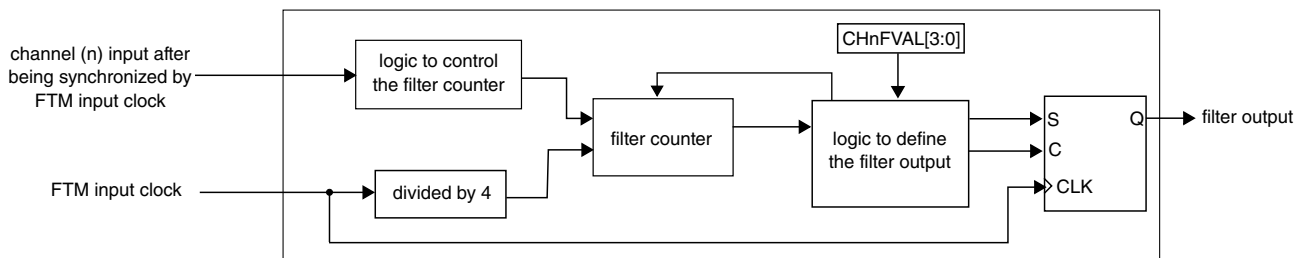 channel (n) input after
being synchronized by
FTM input clock
logic to control
the filter counter
CHnFVAL[3:0]
filter counter
logic to define
the filter output
S
Q
C
CLK
filter output
FTM input clock
divided by 4